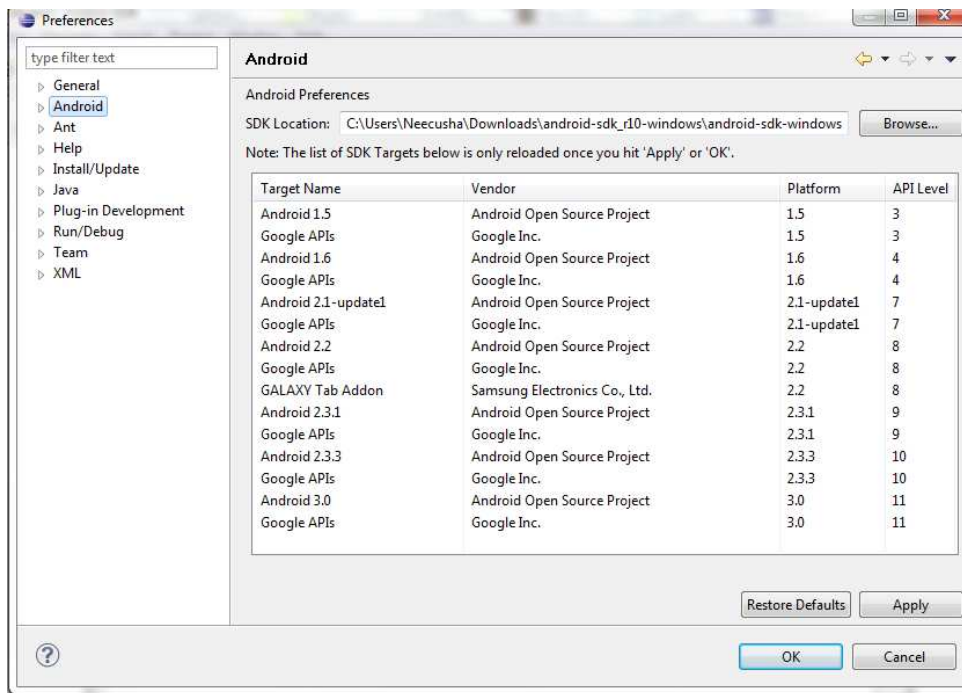 Preferences
type filter text
General
Android
Ant
Help
Install/Update
Java
Plug-in Development
Run/Debug
Team
XML
Android
Android Preferences
SDK Location: C:\Users\Neecusha\Downloads\android-sdk_r10-windows\android-sdk-windows Browse...
Note: The list of SDK Targets below is only reloaded once you hit 'Apply' or 'OK'.
Target Name Vendor Platform API Level
Android 1.5 Android Open Source Project 1.5 3
Google APIs Google Inc. 1.5 3
Android 1.6 Android Open Source Project 1.6 4
Google APIs Google Inc. 1.6 4
Android 2.1-update1 Android Open Source Project 2.1-update1 7
Google APIs Google Inc. 2.1-update1 7
Android 2.2 Android Open Source Project 2.2 8
Google APIs Google Inc. 2.2 8
GALAXY Tab Addon Samsung Electronics Co., Ltd. 2.2 8
Android 2.3.1 Android Open Source Project 2.3.1 9
Google APIs Google Inc. 2.3.1 9
Android 2.3.3 Android Open Source Project 2.3.3 10
Google APIs Google Inc. 2.3.3 10
Android 3.0 Android Open Source Project 3.0 11
Google APIs Google Inc. 3.0 11
Restore Defaults Apply
OK Cancel